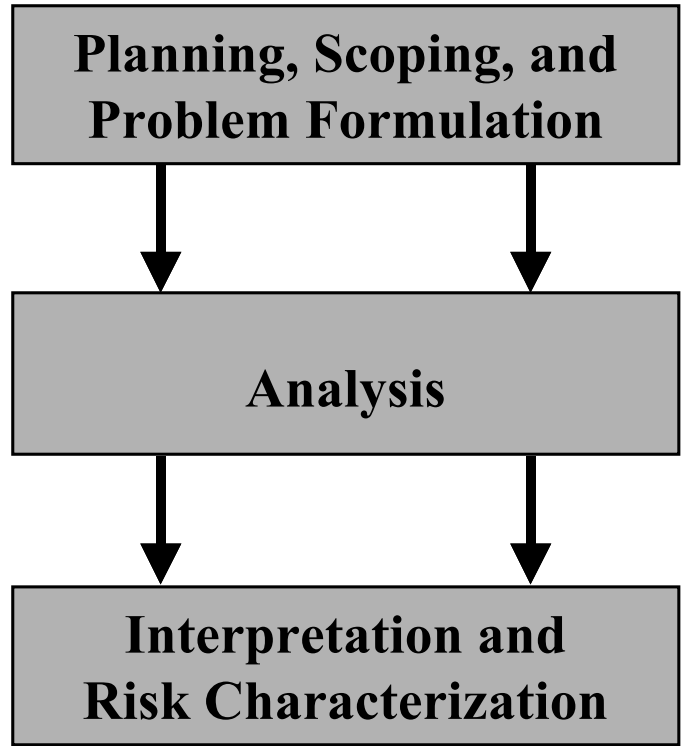 Planning, Scoping, and
Problem Formulation
Analysis
Interpretation and
Risk Characterization